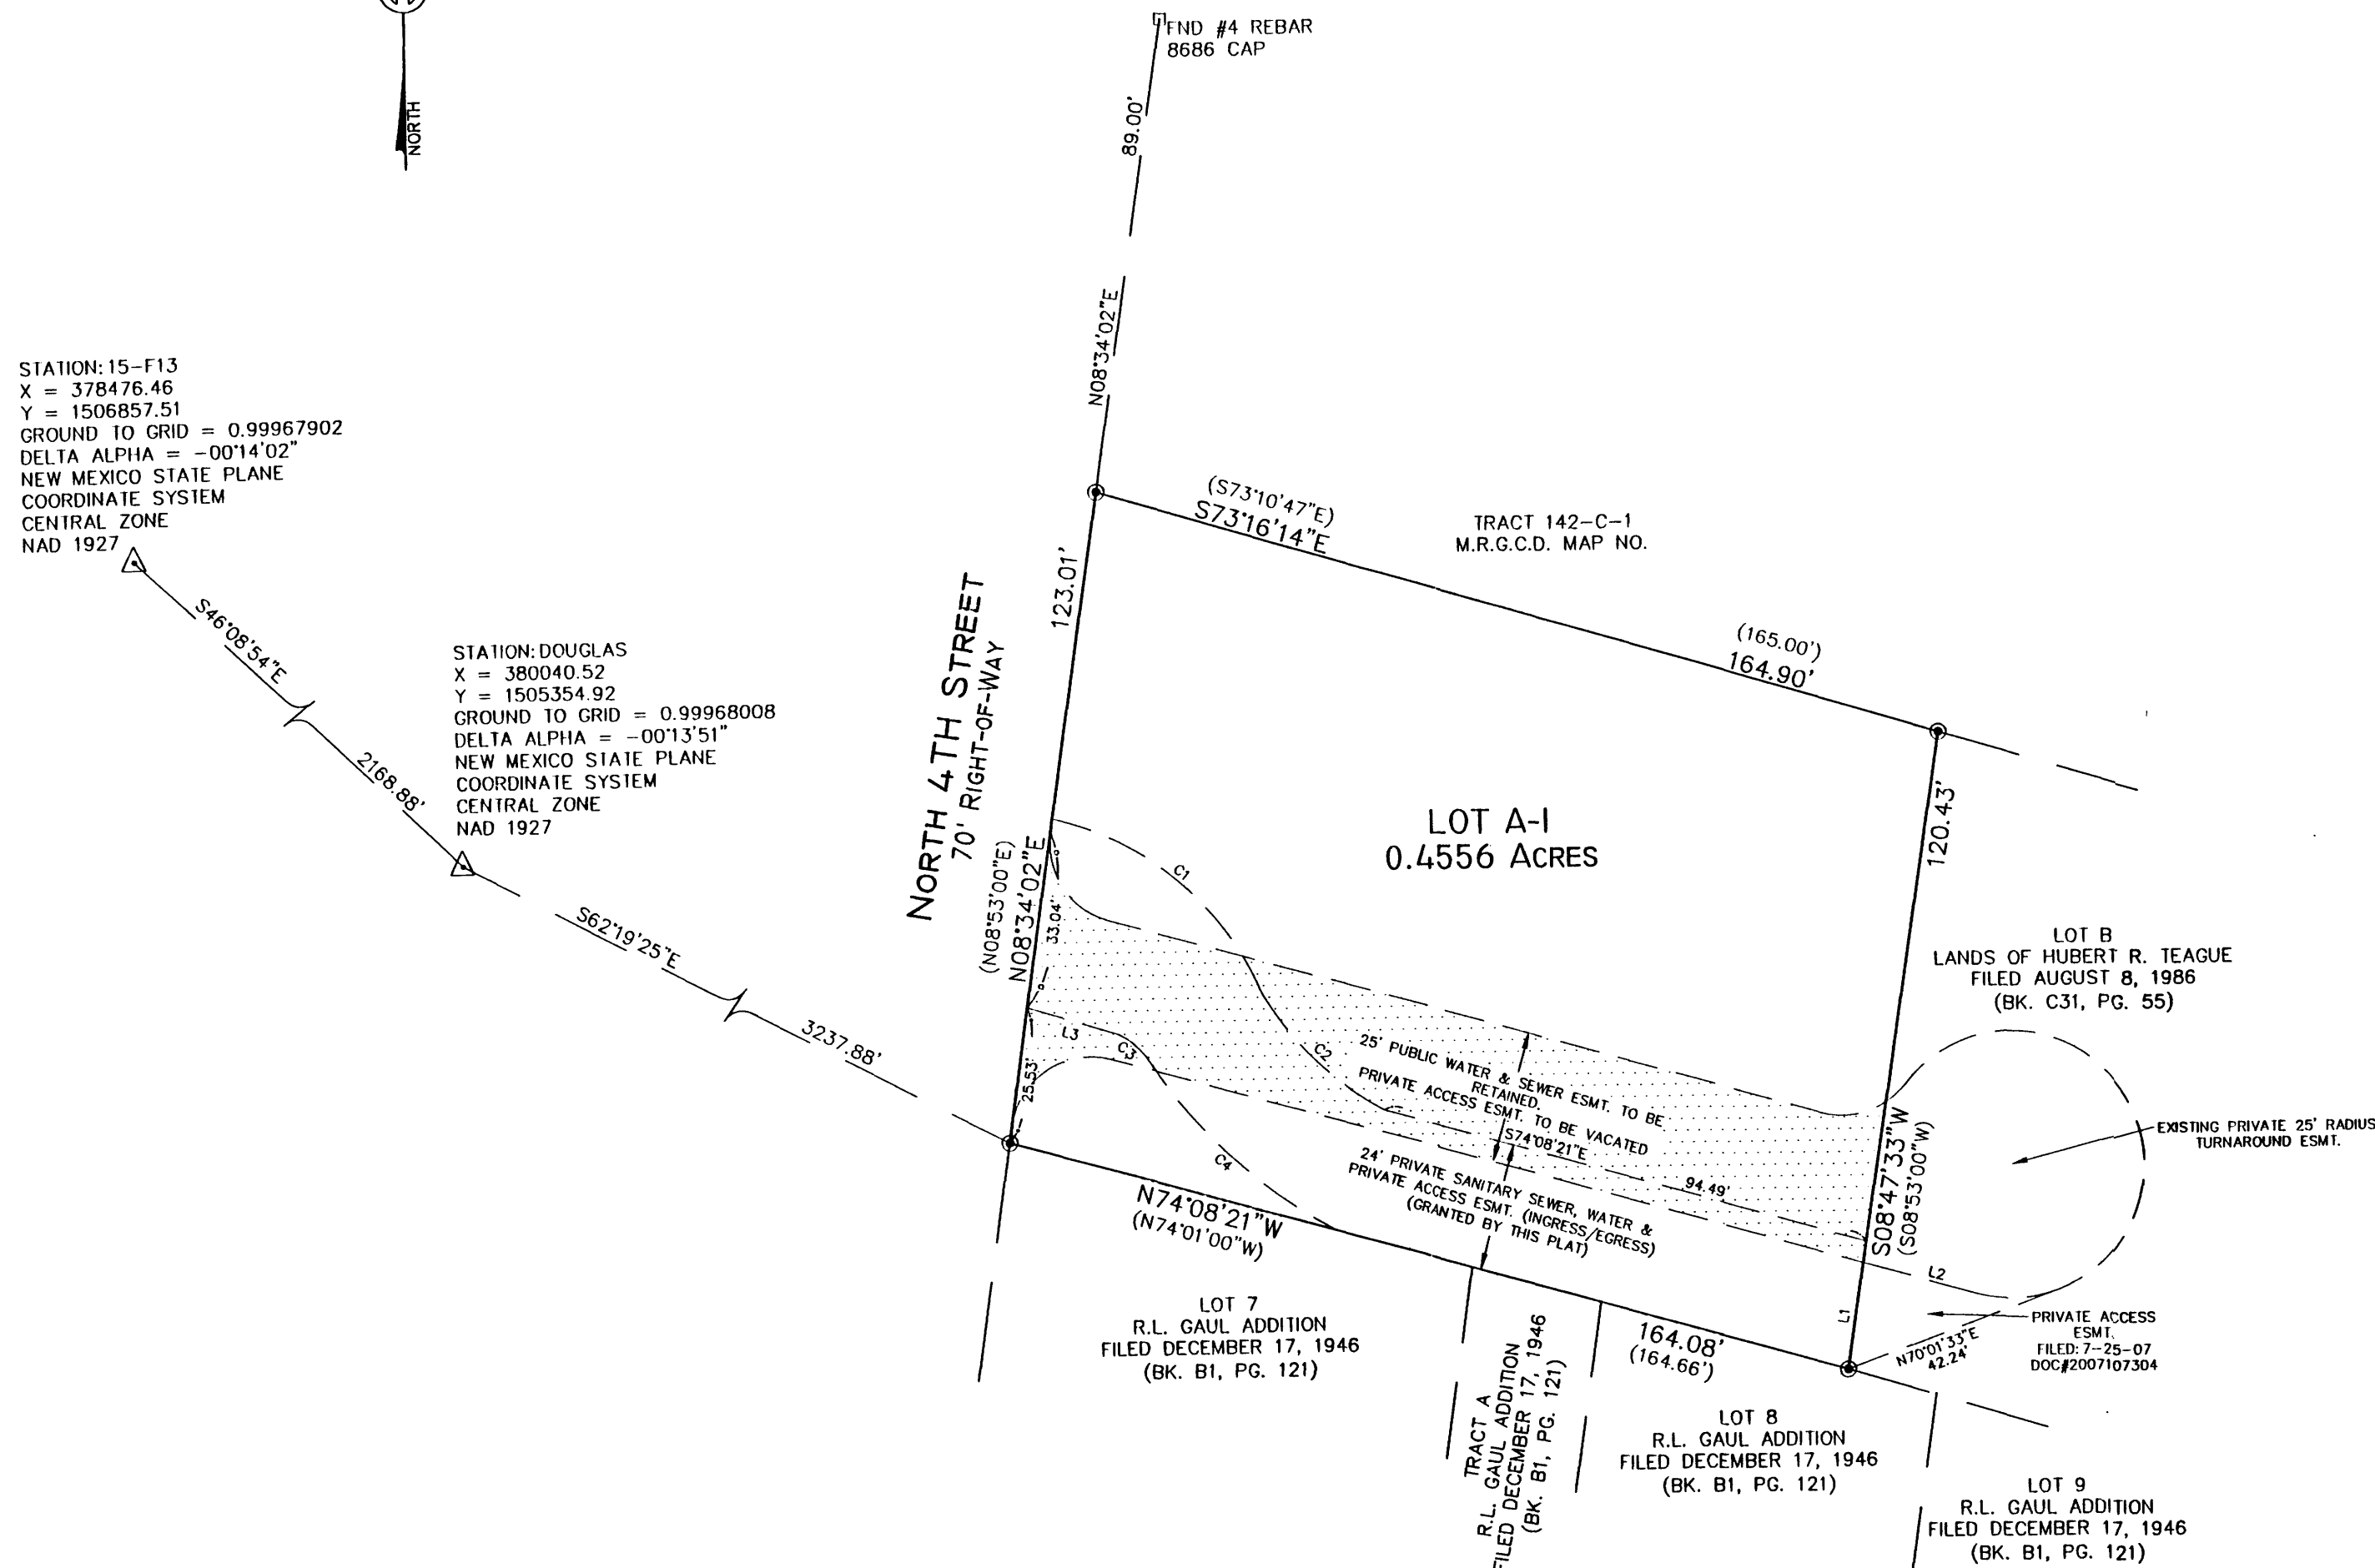 NORTH
FND #4 REBAR
8686 CAP
89.00'
N08°34'02"E
STATION: 15-F13
X = 378476.46
Y = 1506857.51
GROUND TO GRID = 0.99967902
DELTA ALPHA = -00°14'02"
NEW MEXICO STATE PLANE
COORDINATE SYSTEM
CENTRAL ZONE
NAD 1927
S46°08'54"E
2168.88'
STATION: DOUGLAS
X = 380040.52
Y = 1505354.92
GROUND TO GRID = 0.99968008
DELTA ALPHA = -00°13'51"
NEW MEXICO STATE PLANE
COORDINATE SYSTEM
CENTRAL ZONE
NAD 1927
S62°19'25"E
3237.88'
NORTH 4TH STREET
70' RIGHT-OF-WAY
123.01'
(N08°53'00"E)
N08°34'02"E
33.04'
25.53'
(S73°10'47"E)
S73°16'14"E
TRACT 142-C-1
M.R.G.C.D. MAP NO.
(165.00')
164.90'
LOT A-1
0.4556 ACRES
120.43'
C1
C2
L3
C3
C4
25' PUBLIC WATER & SEWER ESMT. TO BE
RETAINED.
PRIVATE ACCESS ESMT. TO BE VACATED
S74°08'21"E
94.49'
24' PRIVATE SANITARY SEWER, WATER &
PRIVATE ACCESS ESMT. (INGRESS/EGRESS)
(GRANTED BY THIS PLAT)
LOT B
LANDS OF HUBERT R. TEAGUE
FILED AUGUST 8, 1986
(BK. C31, PG. 55)
S08°47'33"W
(S08°53'00"W)
EXISTING PRIVATE 25' RADIUS
TURNAROUND ESMT.
L2
L1
PRIVATE ACCESS
ESMT.
FILED: 7-25-07
DOC#2007107304
N70°01'33"E
42.24'
N74°08'21"W
(N74°01'00"W)
164.08'
(164.66')
LOT 7
R.L. GAUL ADDITION
FILED DECEMBER 17, 1946
(BK. B1, PG. 121)
TRACT A
R.L. GAUL ADDITION
FILED DECEMBER 17, 1946
(BK. B1, PG. 121)
LOT 8
R.L. GAUL ADDITION
FILED DECEMBER 17, 1946
(BK. B1, PG. 121)
LOT 9
R.L. GAUL ADDITION
FILED DECEMBER 17, 1946
(BK. B1, PG. 121)